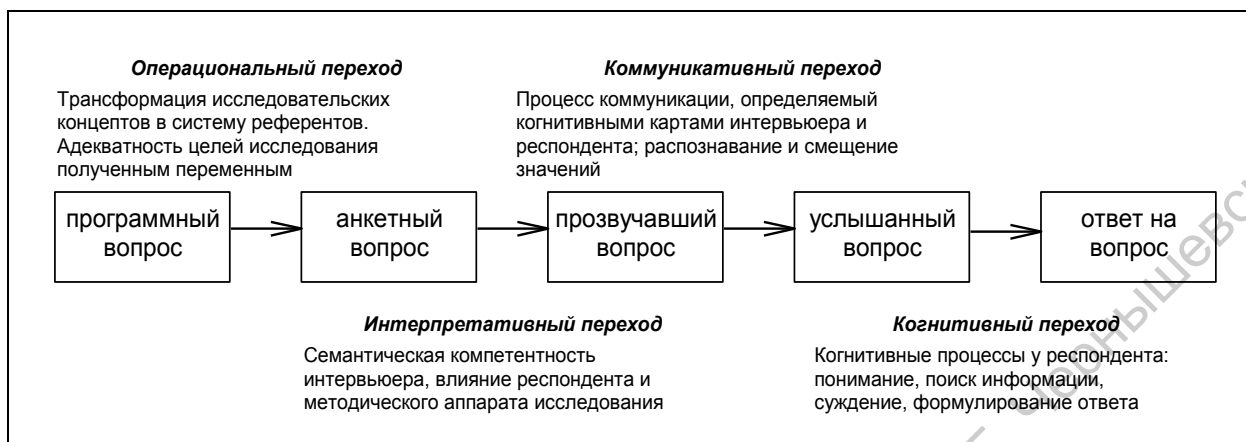 Операциональный переход
Трансформация исследовательских
концептов в систему референтов.
Адекватность целей исследования
полученным переменным
Коммуникативный переход
Процесс коммуникации, определяемый
когнитивными картами интервьюера и
респондента; распознавание и смещение
значений
программный
вопрос
анкетный
вопрос
прозвучавший
вопрос
услышанный
вопрос
ответ на
вопрос
Интерпретативный переход
Семантическая компетентность
интервьюера, влияние респондента и
методического аппарата исследования
Когнитивный переход
Когнитивные процессы у респондента:
понимание, поиск информации,
суждение, формулирование ответа